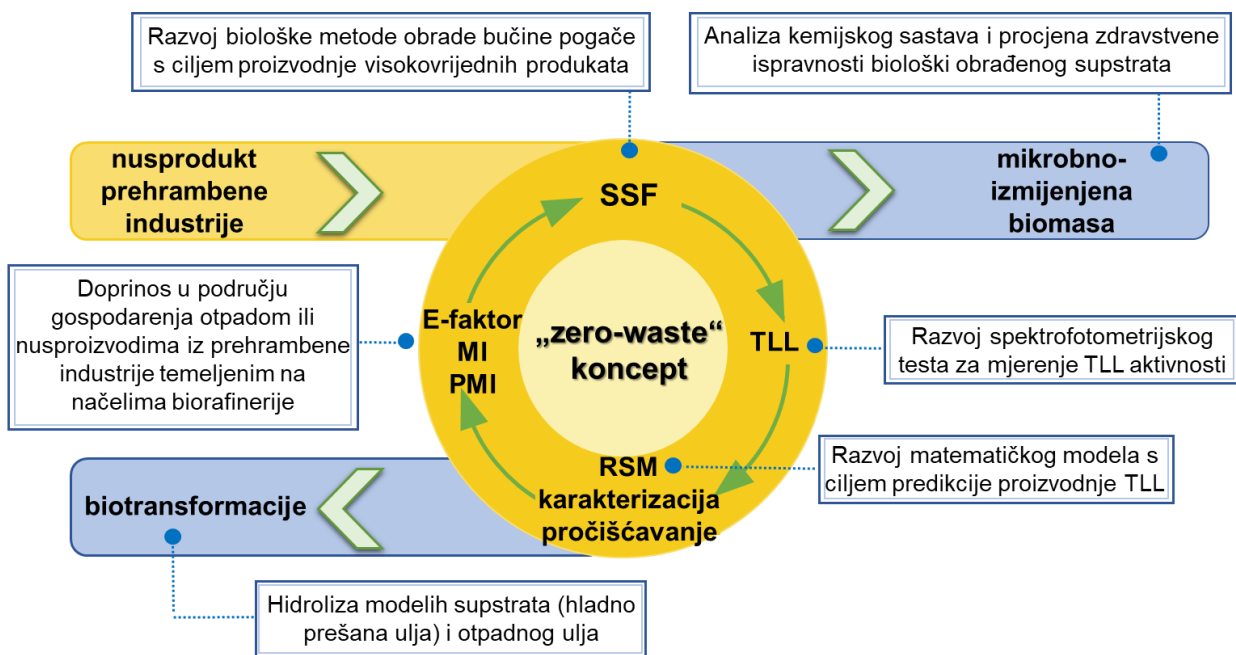 Razvoj biološke metode obrade bučine pogače
s ciljem proizvodnje visokovrijednih produkata
Analiza kemijskog sastava i procjena zdravstvene
ispravnosti biološki obrađenog supstrata
nusprodukt
prehrambene
industrije
SSF
mikrobno-
izmijenjena
biomasa
Doprinos u području
gospodarenja otpadom ili
nusproizvodima iz prehrambene
industrije temeljenim na
načelima biorafinerije
E-faktor
MI
PMI
„zero-waste“
koncept
TLL
Razvoj spektrofotometrijskog
testa za mjerenje TLL aktivnosti
RSM
karakterizacija
pročišćavanje
Razvoj matematičkog modela s
ciljem predikcije proizvodnje TLL
biotransformacije
Hidroliza modelih supstrata (hladno
prešana ulja) i otpadnog ulja